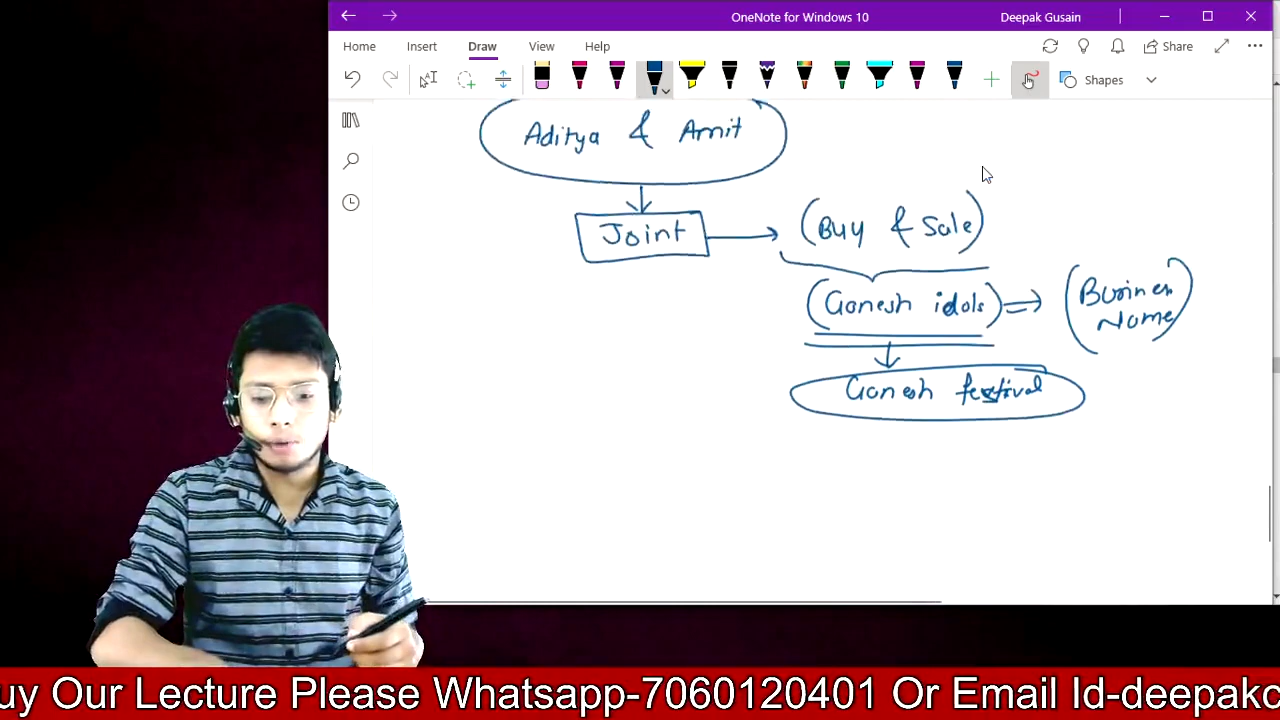 OneNote for Windows 10
Deepak Gusain
Home Insert Draw View Help
Share
Shapes
Aditya & Amit
Joint
(Buy & Sale)
(Ganesh idols)
(Business
Name)
Ganesh festival
uy Our Lecture Please Whatsapp-7060120401 Or Email Id-deepakc